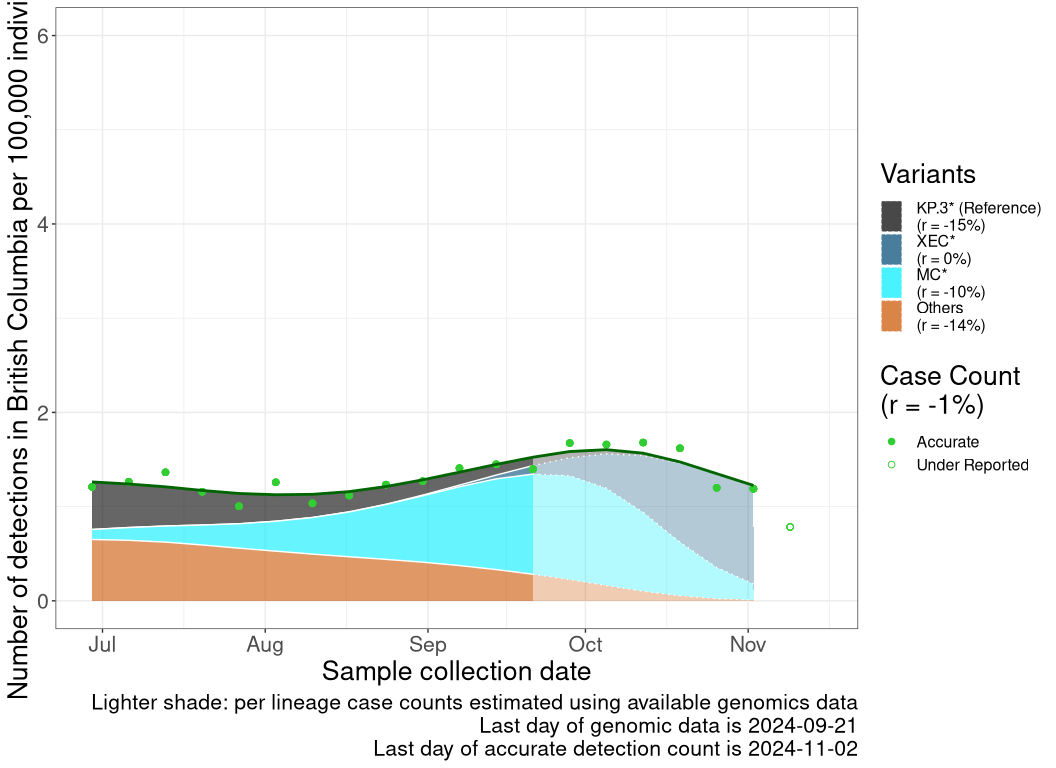 Number of detections in British Columbia per 100,000
6
4
2
0
Jul Aug Sep Oct Nov
Sample collection date
Lighter shade: per lineage case counts estimated using available genomics data
Last day of genomic data is 2024-09-21
Last day of accurate detection count is 2024-11-02
Variants
KP.3* (Reference)
(r = -15%)
XEC*
(r = 0%)
MC*
(r = -10%)
Others
(r = -14%)
Case Count
(r = -1%)
Accurate
Under Reported